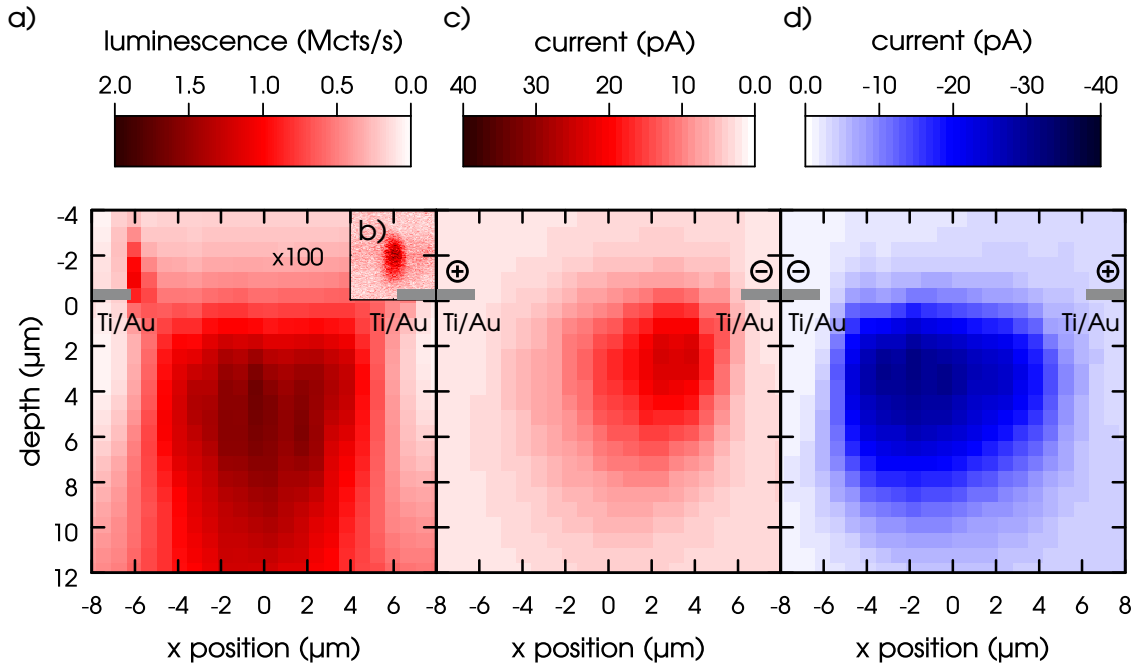 a)
luminescence (Mcts/s)
2.0 1.5 1.0 0.5 0.0
c)
current (pA)
40 30 20 10 0.0
d)
current (pA)
0.0 -10 -20 -30 -40
depth (μm)
-4
-2
0
2
4
6
8
10
12
b)
x100
Ti/Au Ti/Au
+ −
Ti/Au Ti/Au
− +
Ti/Au Ti/Au
-8 -6 -4 -2 0 2 4 6
x position (μm)
-8 -6 -4 -2 0 2 4 6
x position (μm)
-8 -6 -4 -2 0 2 4 6 8
x position (μm)